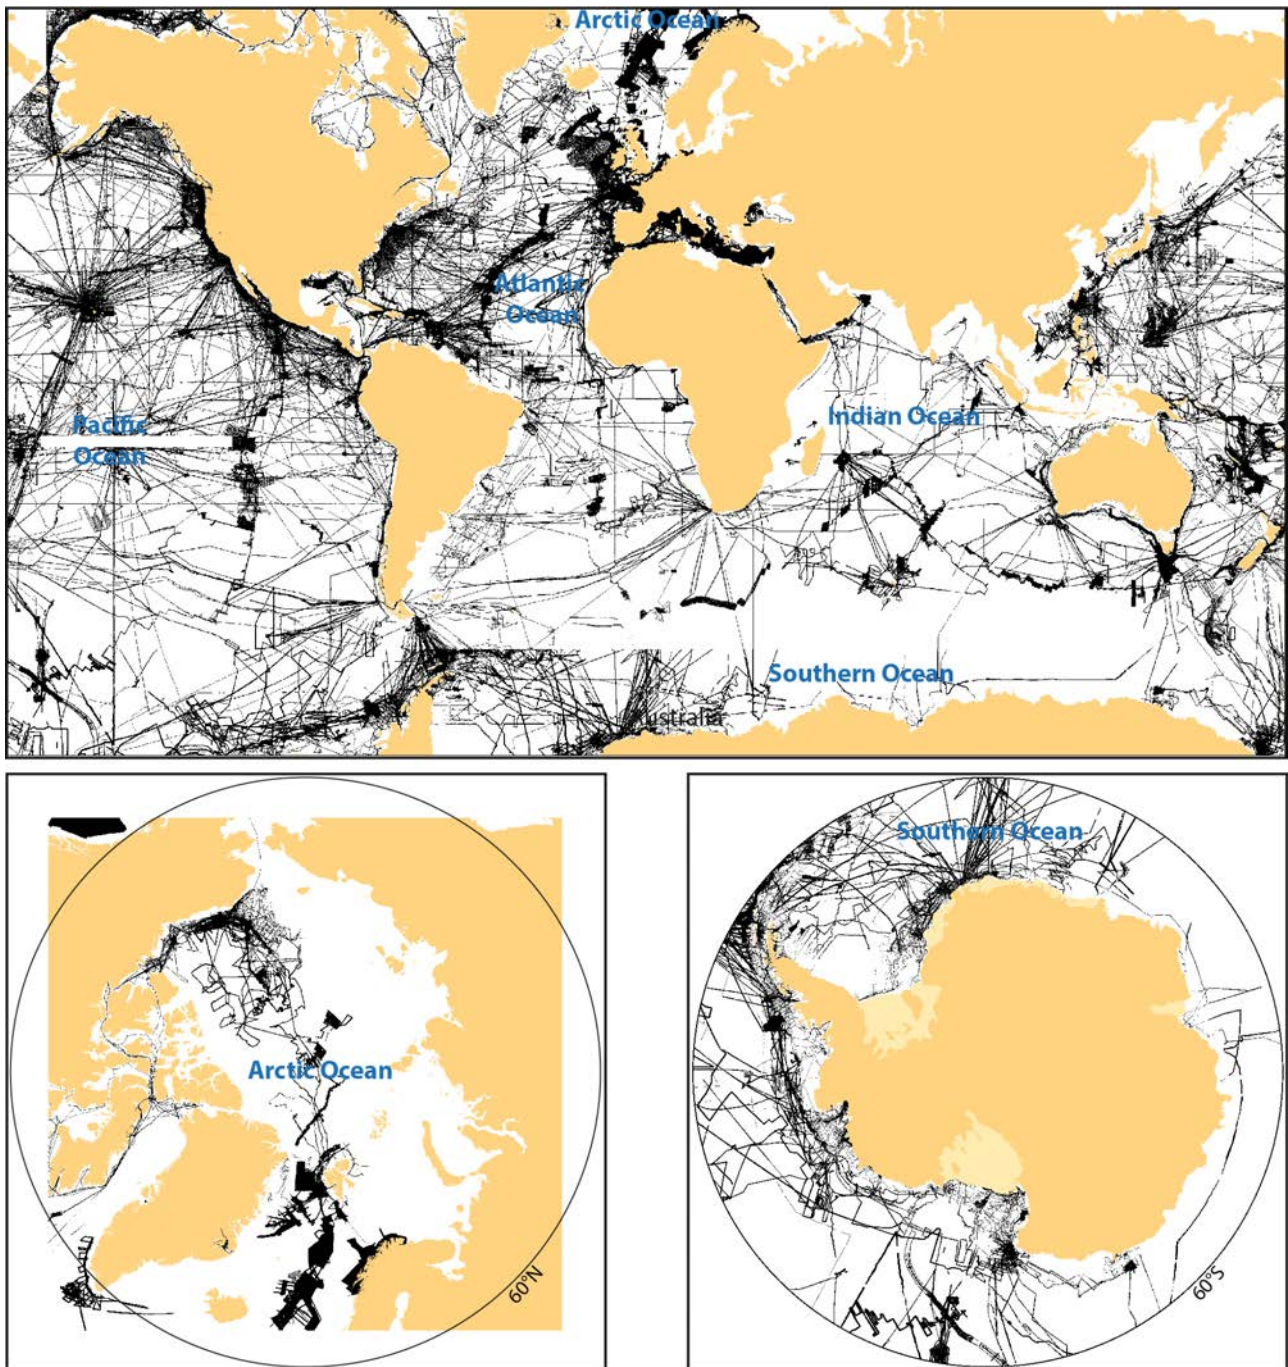 Arctic Ocean
Atlantic
Ocean
Pacific
Ocean
Indian Ocean
Southern Ocean
Australia
Southern Ocean
Arctic Ocean
60°N
60°S